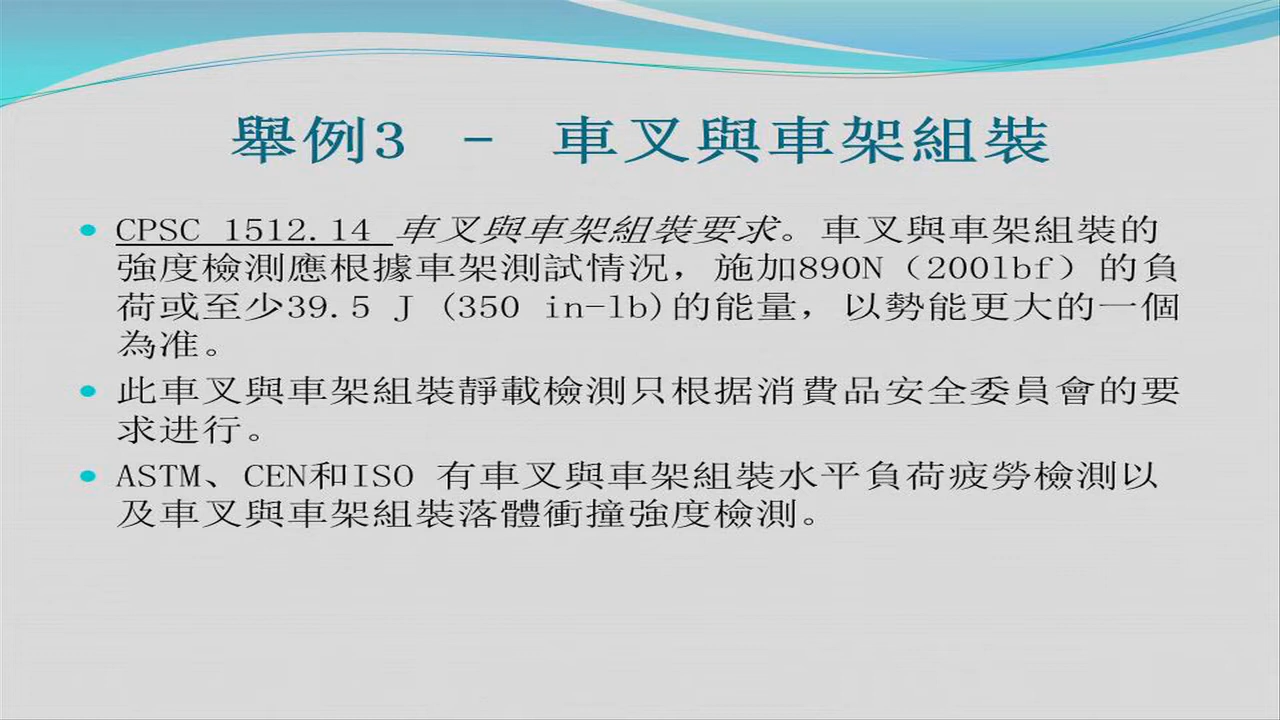 舉例3 – 車叉與車架組裝
• CPSC 1512.14 車叉與車架組裝要求。車叉與車架組裝的
強度檢測應根據車架測試情況，施加890N（200lbf）的負
荷或至少39.5 J (350 in-lb)的能量，以勢能更大的一個
為准。
• 此車叉與車架組裝靜載檢測只根据消費品安全委員會的要
求进行。
• ASTM、CEN和ISO 有車叉與車架組裝水平負荷疲勞檢測以
及車叉與車架組裝落體衝撞強度檢測。